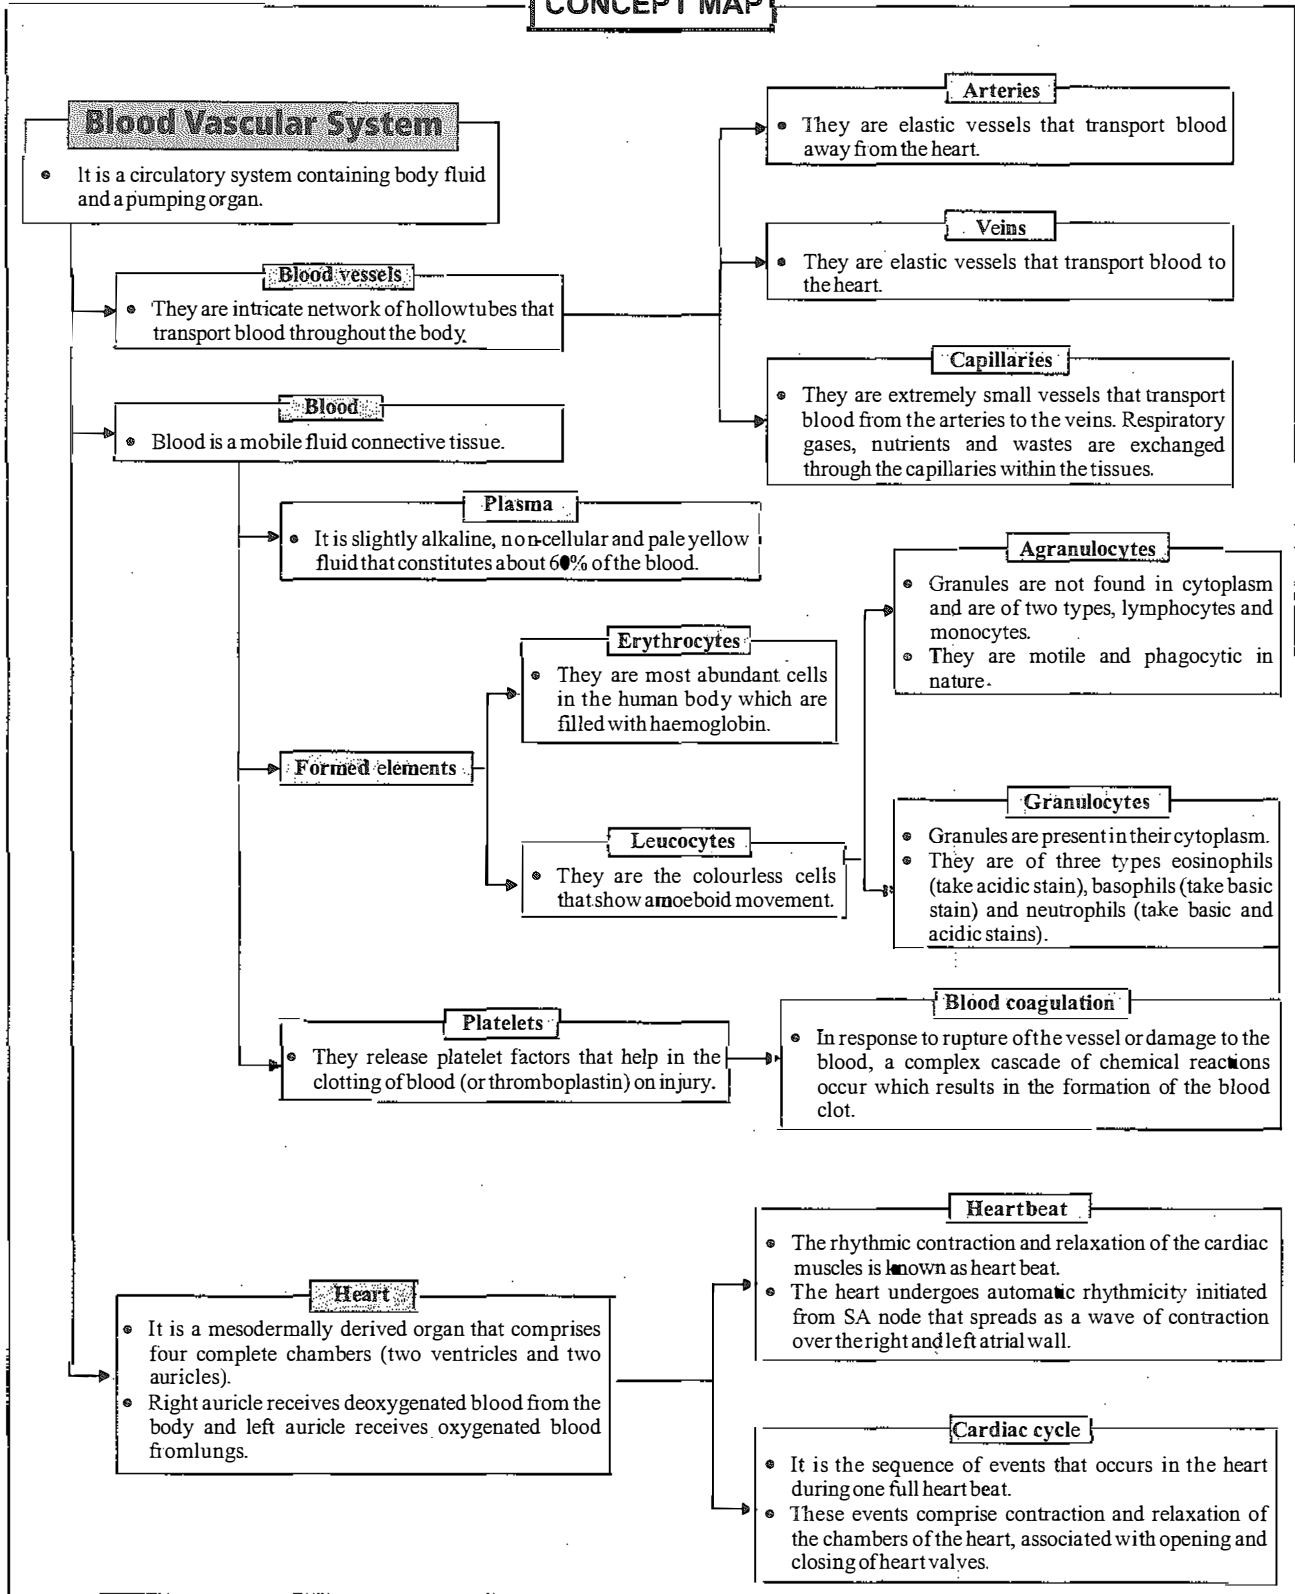 CONCEPT MAP
Blood Vascular System
It is a circulatory system containing body fluid
and a pumping organ.
Arteries
They are elastic vessels that transport blood
away from the heart.
Veins
They are elastic vessels that transport blood to
the heart.
Blood vessels
They are intricate network of hollow tubes that
transport blood throughout the body.
Capillaries
They are extremely small vessels that transport
blood from the arteries to the veins. Respiratory
gases, nutrients and wastes are exchanged
through the capillaries within the tissues.
Blood
Blood is a mobile fluid connective tissue.
Plasma
It is slightly alkaline, non-cellular and pale yellow
fluid that constitutes about 60% of the blood.
Agranulocytes
Granules are not found in cytoplasm
and are of two types, lymphocytes and
monocytes.
They are motile and phagocytic in
nature.
Erythrocytes
They are most abundant cells
in the human body which are
filled with haemoglobin.
Formed elements
Granulocytes
Granules are present in their cytoplasm.
They are of three types eosinophils
(take acidic stain), basophils (take basic
stain) and neutrophils (take basic and
acidic stains).
Leucocytes
They are the colourless cells
that show amoeboid movement.
Platelets
They release platelet factors that help in the
clotting of blood (or thromboplastin) on injury.
Blood coagulation
In response to rupture of the vessel or damage to the
blood, a complex cascade of chemical reactions
occur which results in the formation of the blood
clot.
Heartbeat
The rhythmic contraction and relaxation of the cardiac
muscles is known as heart beat.
The heart undergoes automatic rhythmicity initiated
from SA node that spreads as a wave of contraction
over the right and left atrial wall.
Heart
It is a mesodermally derived organ that comprises
four complete chambers (two ventricles and two
auricles).
Right auricle receives deoxygenated blood from the
body and left auricle receives oxygenated blood
from lungs.
Cardiac cycle
It is the sequence of events that occurs in the heart
during one full heart beat.
These events comprise contraction and relaxation of
the chambers of the heart, associated with opening and
closing of heart valves.